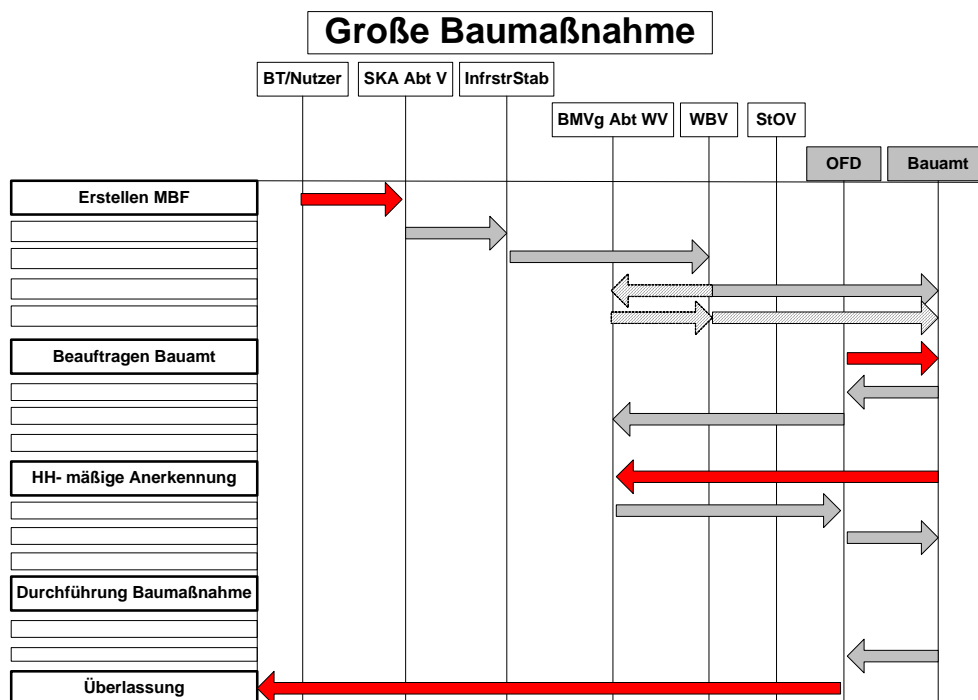 Große Baumaßnahme
BT/Nutzer
SKA Abt V
InfrstrStab
BMVg Abt WV
WBV
StOV
OFD
Bauamt
Erstellen MBF
Beauftragen Bauamt
HH- mäßige Anerkennung
Durchführung Baumaßnahme
Überlassung